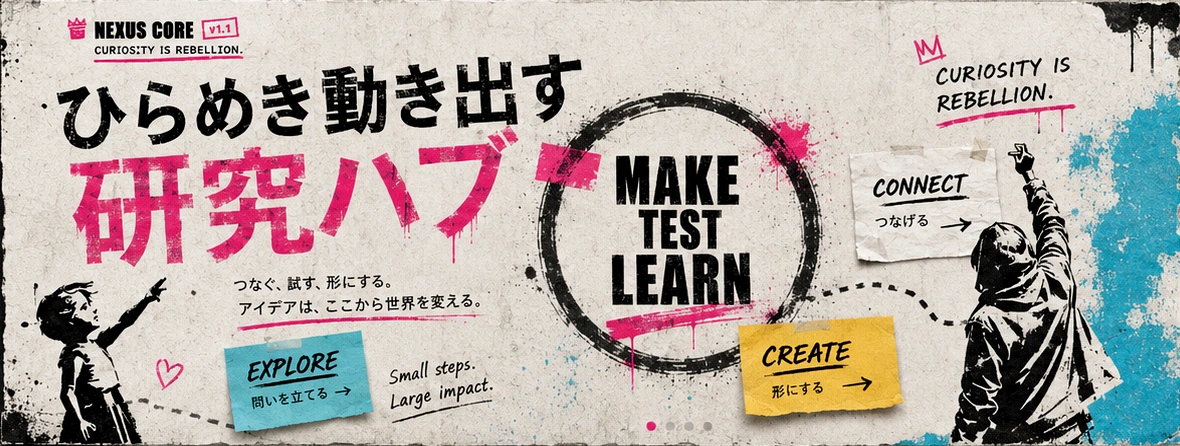 NEXUS CORE v1.1
CURIOSITY IS REBELLION.
ひらめき動き出す
研究ハブ
つなぐ、試す、形にする。
アイデアは、ここから世界を変える。
EXPLORE
問いを立てる →
Small steps.
Large impact.
MAKE
TEST
LEARN
CREATE
形にする →
CURIOSITY IS
REBELLION.
CONNECT
つなげる →